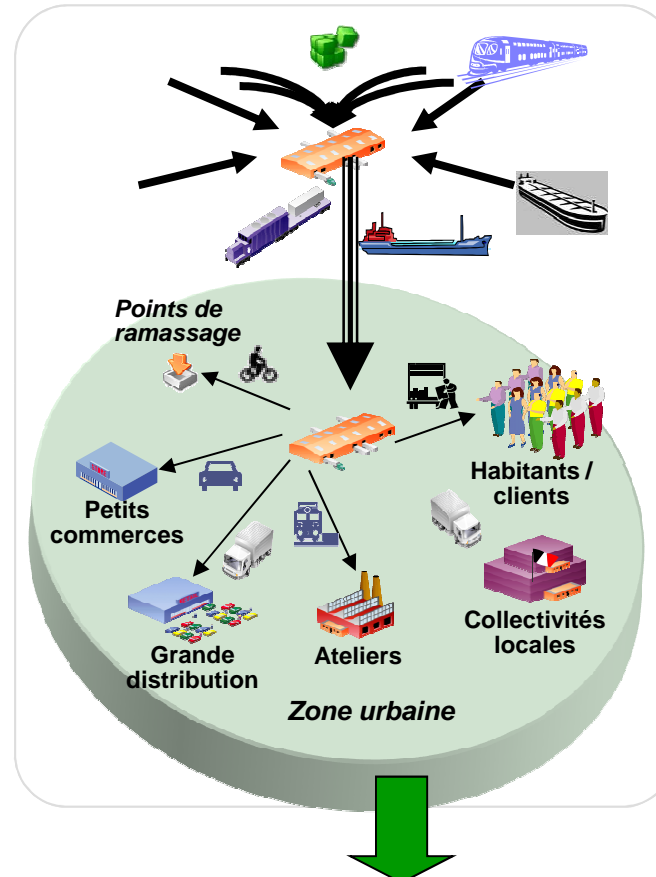 Points de
ramassage
Habitants /
clients
Petits
commerces
Collectivités
locales
Grande
distribution
Ateliers
Zone urbaine